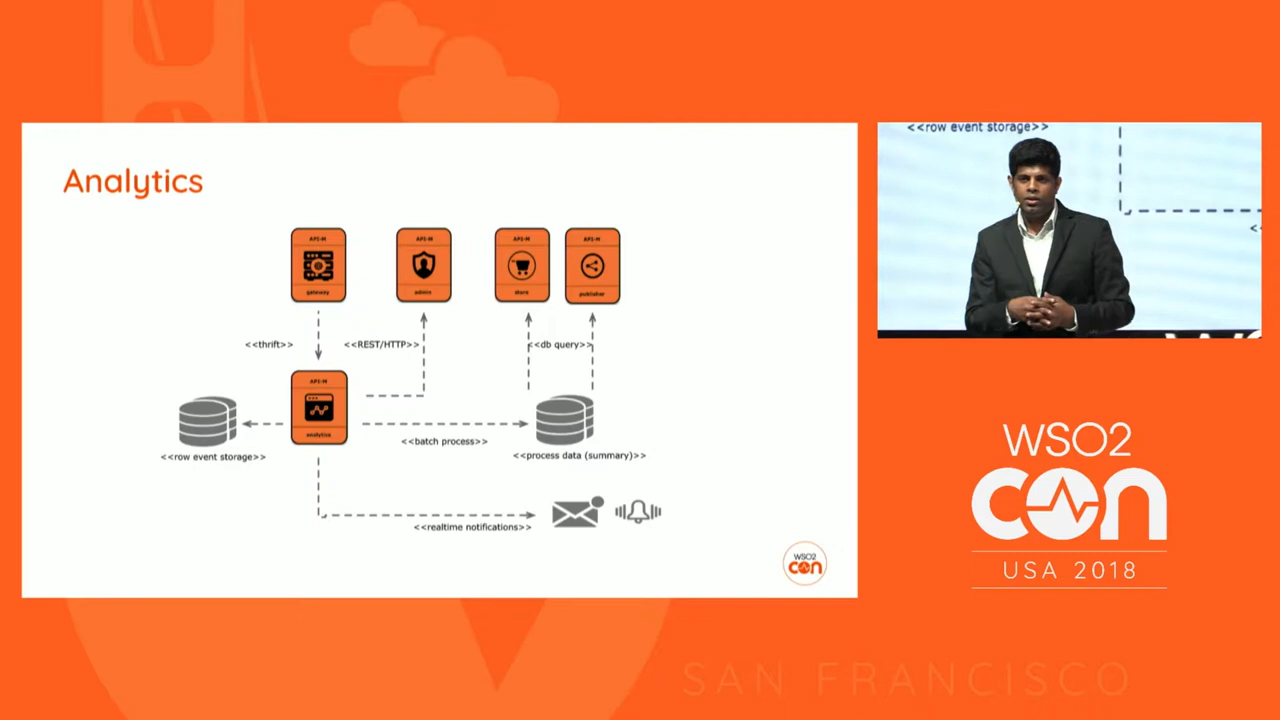 Analytics
API-M
gateway
API-M
admin
API-M
store
API-M
publisher
<<thrift>>
<<REST/HTTP>>
<<db query>>
API-M
analytics
<<row event storage>>
<<batch process>>
<<process data (summary)>>
<<realtime notifications>>
WSO2
con
<<row event storage>>
WSO2
con
USA 2018
SAN FRANCISCO